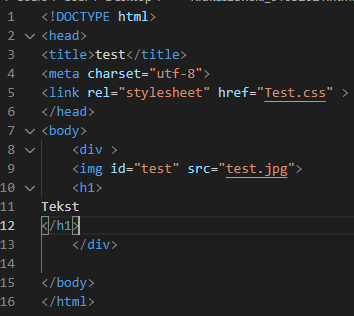 1 <!DOCTYPE html>
2 <head>
3 <title>test</title>
4 <meta charset="utf-8">
5 <link rel="stylesheet" href="Test.css" >
6 </head>
7 <body>
8 <div >
9 <img id="test" src="test.jpg">
10 <h1>
11 Tekst
12 </h1>
13 </div>
14
15 </body>
16 </html>